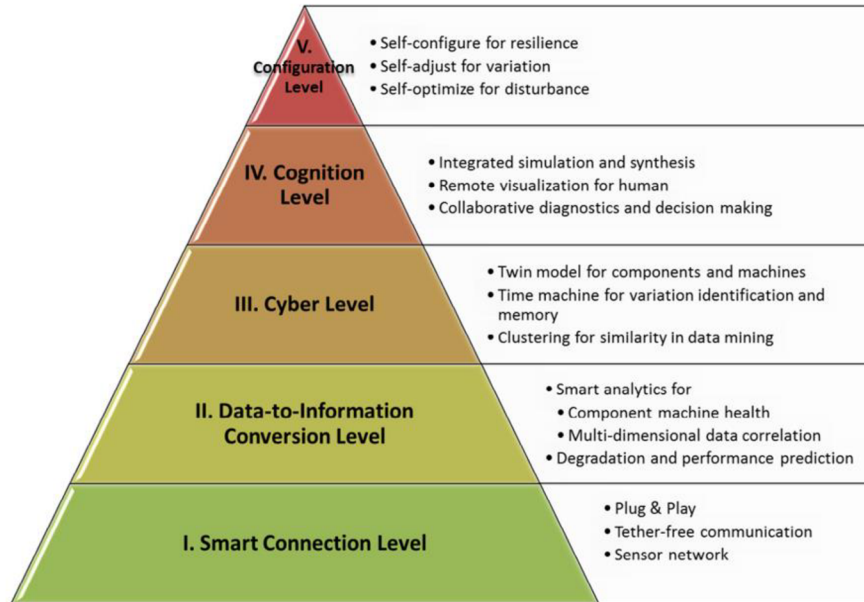 V.
Configuration
Level
• Self-configure for resilience
• Self-adjust for variation
• Self-optimize for disturbance
IV. Cognition
Level
• Integrated simulation and synthesis
• Remote visualization for human
• Collaborative diagnostics and decision making
III. Cyber Level
• Twin model for components and machines
• Time machine for variation identification and
memory
• Clustering for similarity in data mining
II. Data-to-Information
Conversion Level
• Smart analytics for
• Component machine health
• Multi-dimensional data correlation
• Degradation and performance prediction
I. Smart Connection Level
• Plug & Play
• Tether-free communication
• Sensor network